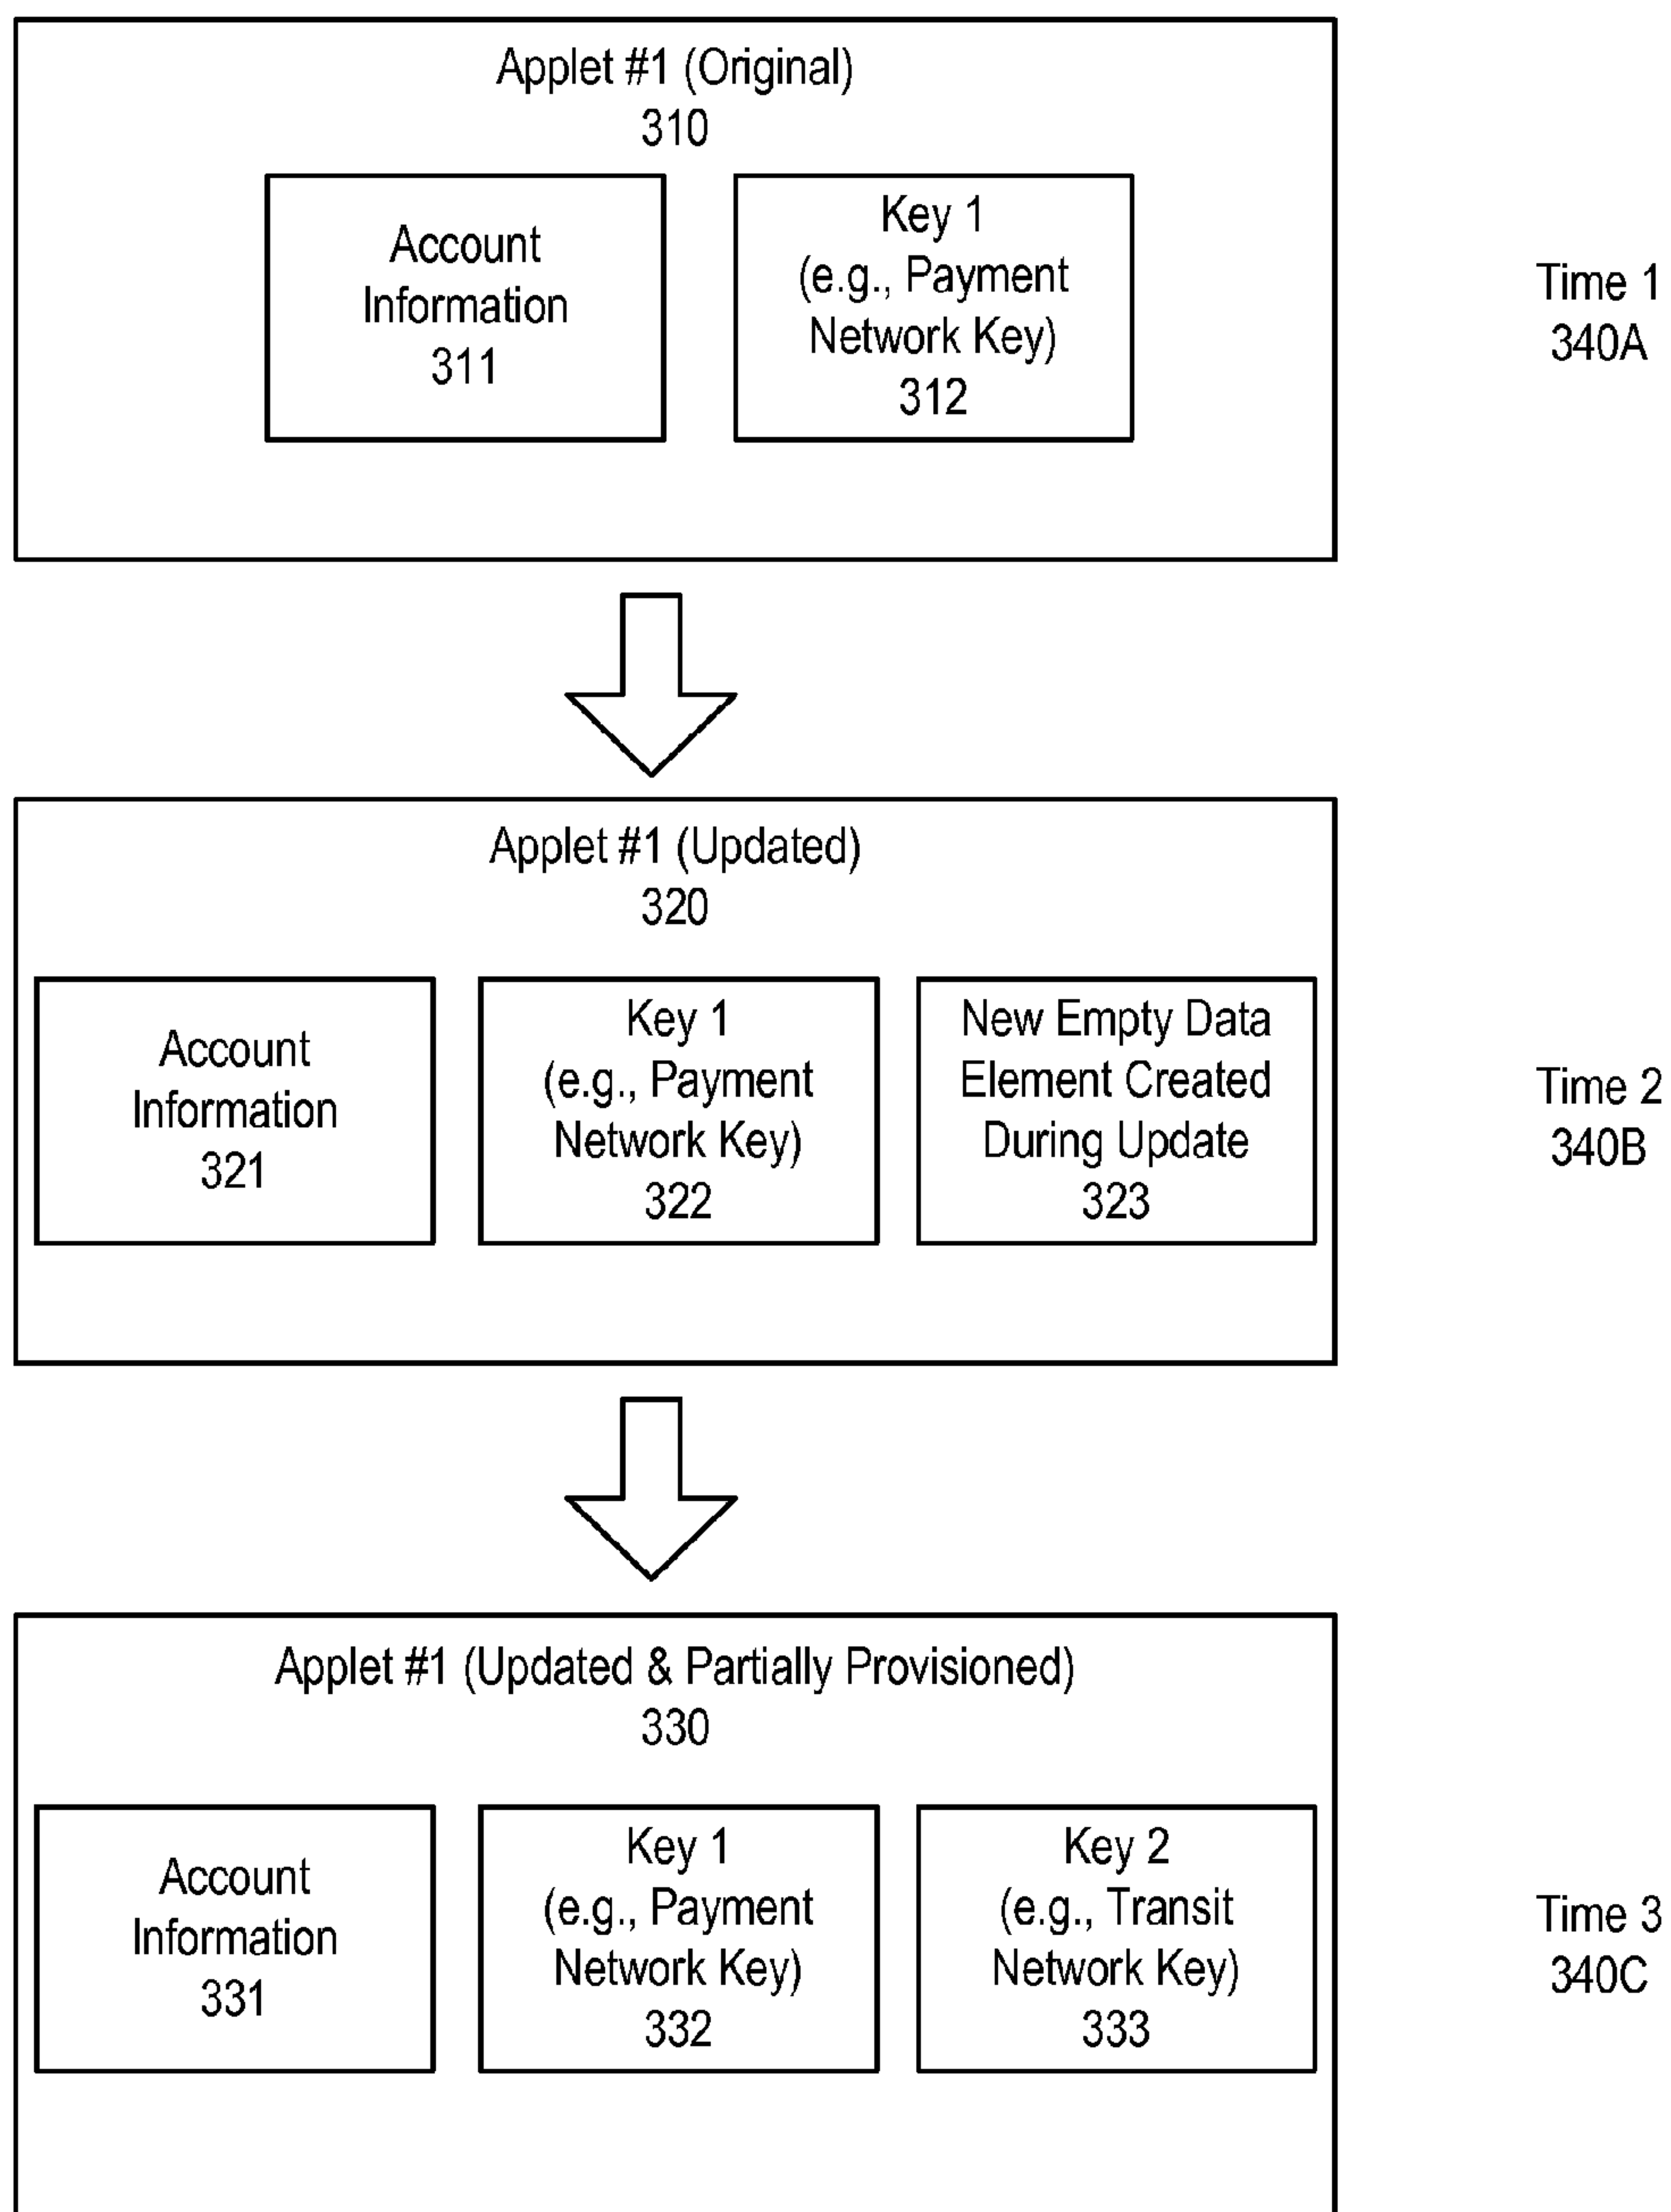 Applet #1 (Original)
310
Account
Information
311
Key 1
(e.g., Payment
Network Key)
312
Time 1
340A
Applet #1 (Updated)
320
Account
Information
321
Key 1
(e.g., Payment
Network Key)
322
New Empty Data
Element Created
During Update
323
Time 2
340B
Applet #1 (Updated & Partially Provisioned)
330
Account
Information
331
Key 1
(e.g., Payment
Network Key)
332
Key 2
(e.g., Transit
Network Key)
333
Time 3
340C